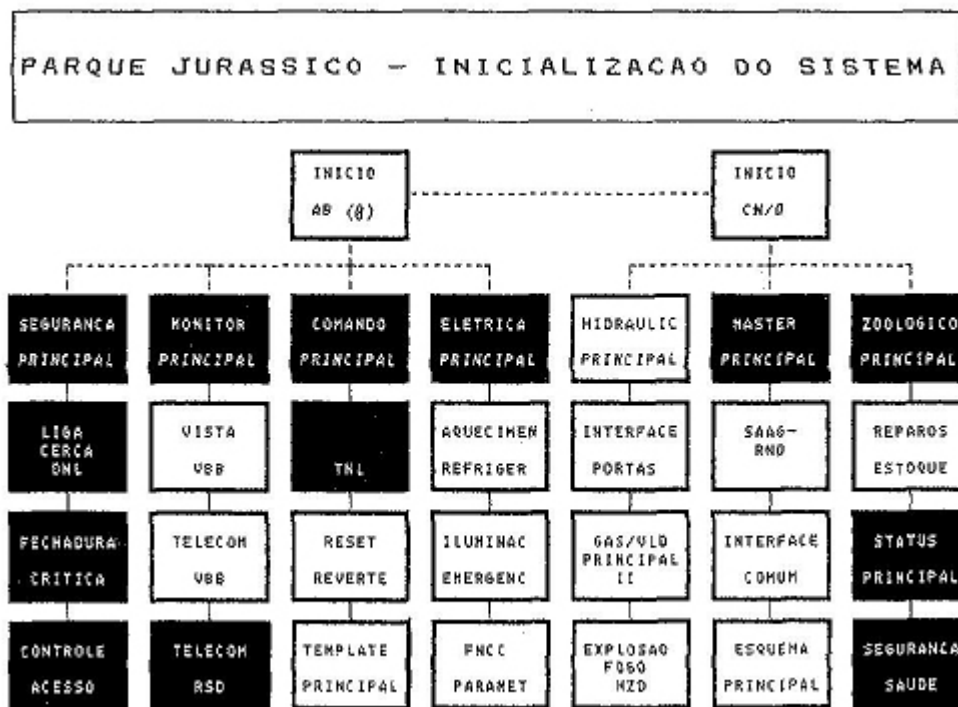 PARQUE JURASSICO - INICIALIZACAO DO SISTEMA
INICIO
AB (0)
INICIO
CN/0
SEGURANCA
PRINCIPAL
MONITOR
PRINCIPAL
COMANDO
PRINCIPAL
ELETRICA
PRINCIPAL
HIDRAULIC
PRINCIPAL
MASTER
PRINCIPAL
ZOOLOGICO
PRINCIPAL
LIGA
CERCA
DNL
VISTA
VBB
TNL
AQUECIMEN
REFRIGER
INTERFACE
PORTAS
SAAG-
RND
REPAROS
ESTOQUE
FECHADURA
CRITICA
TELECOM
VBB
RESET
REVERTE
ILUMINAC
EMERGENC
GAS/VLD
PRINCIPAL
II
INTERFACE
COMUM
STATUS
PRINCIPAL
CONTROLE
ACESSO
TELECOM
RSD
TEMPLATE
PRINCIPAL
FNCC
PARAMET
EXPLOSAO
FOGO
HZD
ESQUEMA
PRINCIPAL
SEGURANCA
SAUDE